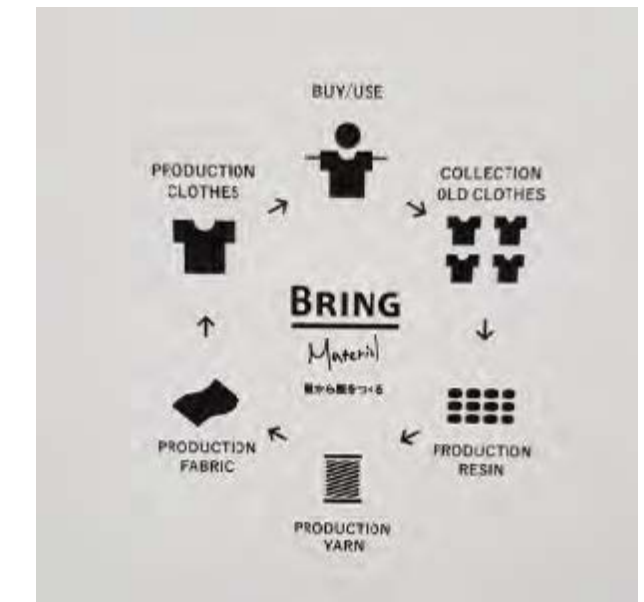 BUY/USE
PRODUCTION
CLOTHES
COLLECTION
OLD CLOTHES
BRING
Material
服から服をつくる
PRODUCTION
FABRIC
PRODUCTION
RESIN
PRODUCTION
YARN